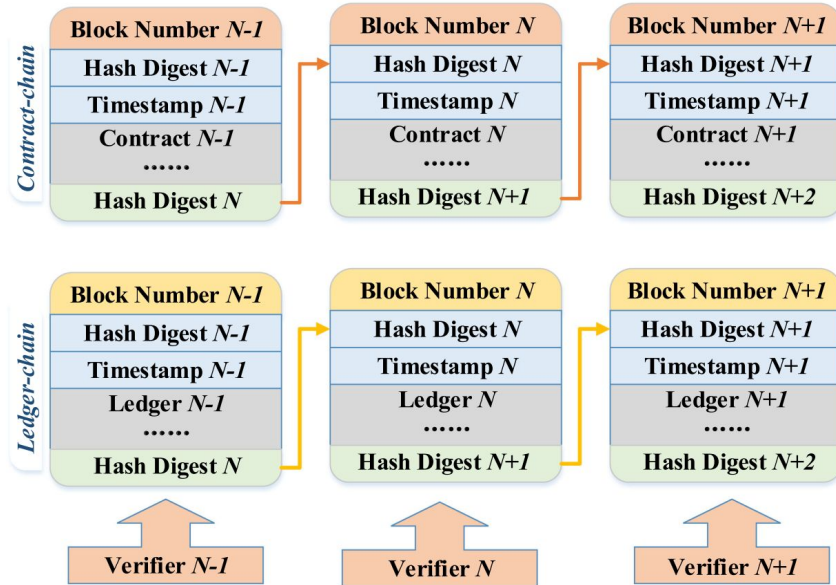 Contract-chain
Block Number N-1
Hash Digest N-1
Timestamp N-1
Contract N-1
......
Hash Digest N
Block Number N
Hash Digest N
Timestamp N
Contract N
......
Hash Digest N+1
Block Number N+1
Hash Digest N+1
Timestamp N+1
Contract N+1
......
Hash Digest N+2
Ledger-chain
Block Number N-1
Hash Digest N-1
Timestamp N-1
Ledger N-1
......
Hash Digest N
Block Number N
Hash Digest N
Timestamp N
Ledger N
......
Hash Digest N+1
Block Number N+1
Hash Digest N+1
Timestamp N+1
Ledger N+1
......
Hash Digest N+2
Verifier N-1
Verifier N
Verifier N+1